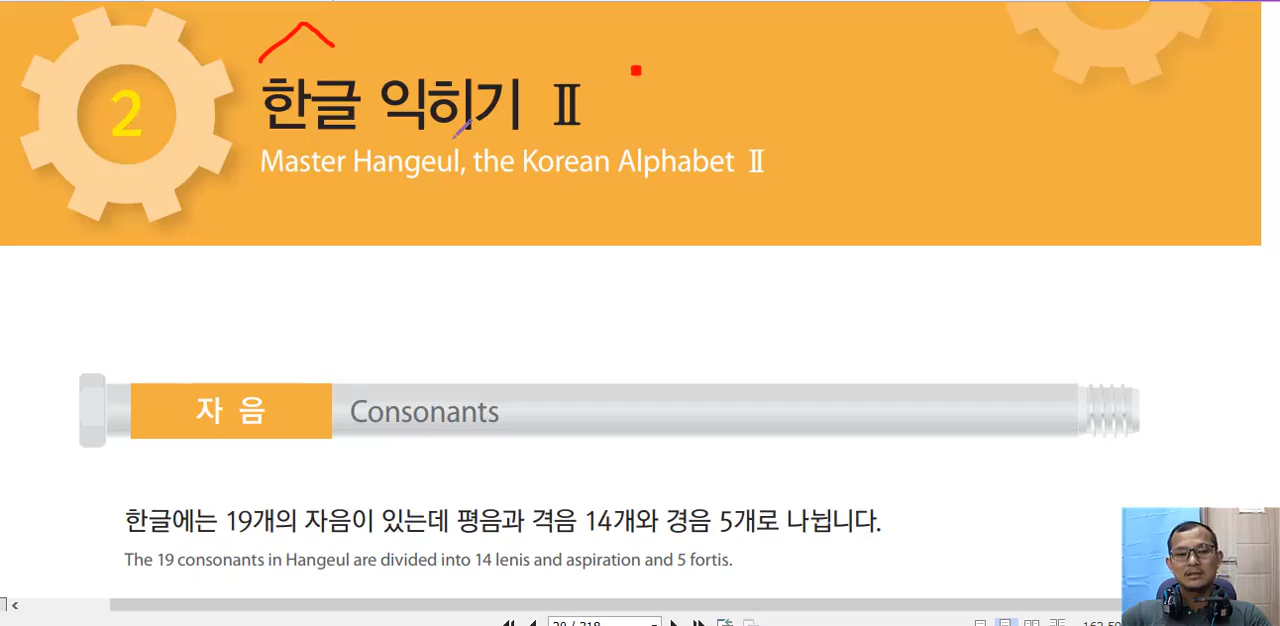 2
한글 익히기 Ⅱ
Master Hangeul, the Korean Alphabet Ⅱ
자 음
Consonants
한글에는 19개의 자음이 있는데 평음과 격음 14개와 경음 5개로 나뉩니다.
The 19 consonants in Hangeul are divided into 14 lenis and aspiration and 5 fortis.